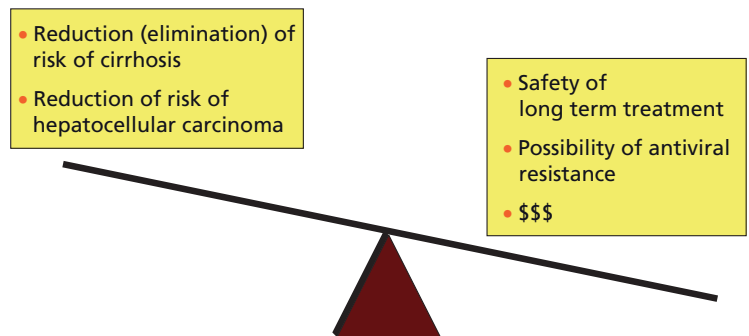 • Reduction (elimination) of
risk of cirrhosis
• Reduction of risk of
hepatocellular carcinoma
• Safety of
long term treatment
• Possibility of antiviral
resistance
• $$$